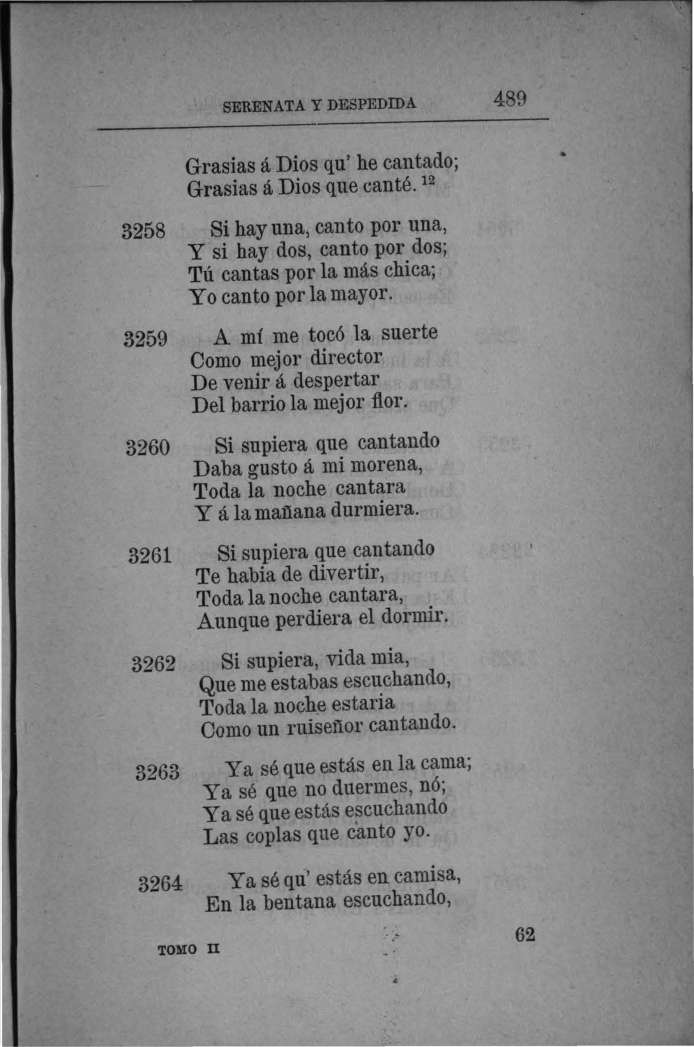 SERENATA Y DESPEDIDA 489
Grasias á Dios qu' he cantado;
Grasias á Dios que canté. 12
3258 Si hay una, canto por una,
Y si hay dos, canto por dos;
Tú cantas por la más chica;
Yo canto por la mayor.
3259 A mí me tocó la suerte
Como mejor director
De venir á despertar
Del barrio la mejor flor.
3260 Si supiera que cantando
Daba gusto á mi morena,
Toda la noche cantara
Y á la mañana durmiera.
3261 Si supiera que cantando
Te habia de divertir,
Toda la noche cantara,
Aunque perdiera el dormir.
3262 Si supiera, vida mia,
Que me estabas escuchando,
Toda la noche estaria
Como un ruiseñor cantando.
3263 Ya sé que estás en la cama;
Ya sé que no duermes, nó;
Ya sé que estás escuchando
Las coplas que canto yo.
3264 Ya sé qu' estás en camisa,
En la bentana escuchando,
TOMO II 62